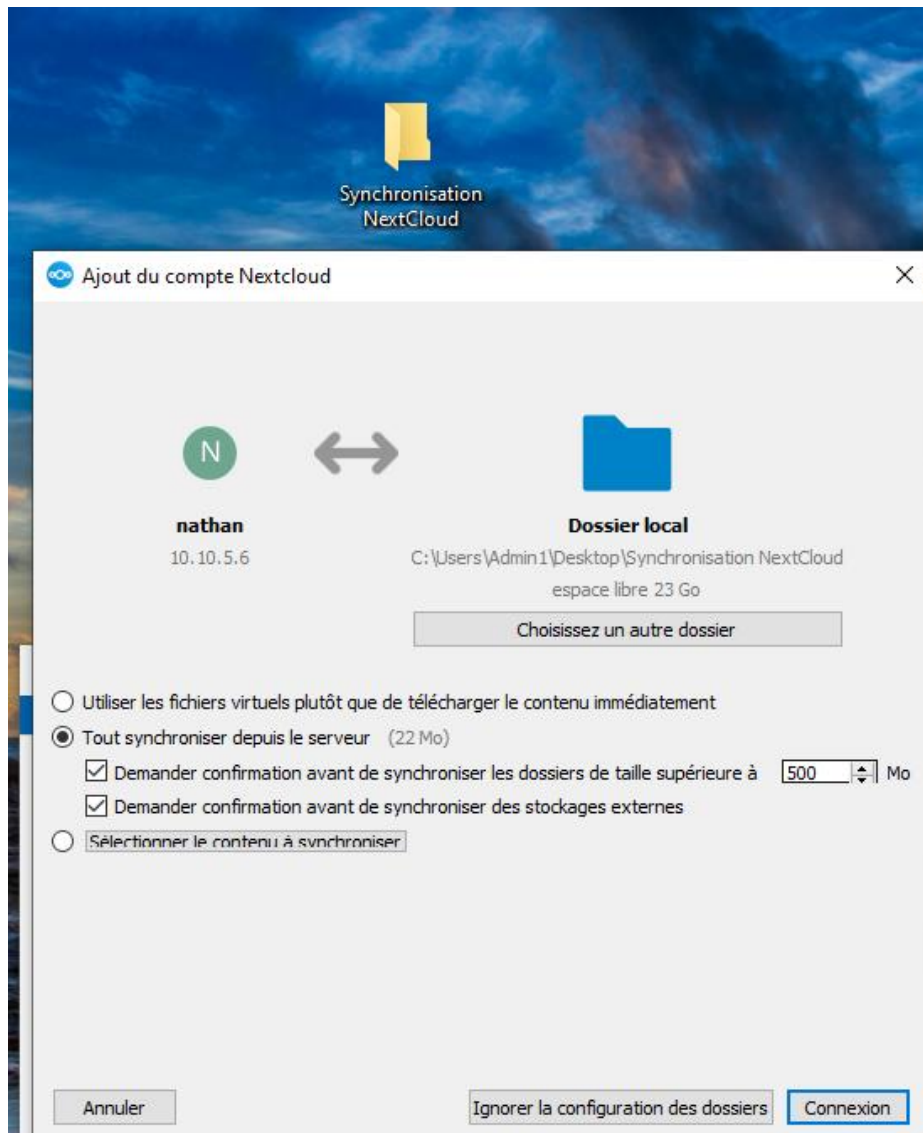 Synchronisation
NextCloud
Ajout du compte Nextcloud
N
nathan
10.10.5.6
Dossier local
C:\Users\Admin1\Desktop\Synchronisation NextCloud
espace libre 23 Go
Choisissez un autre dossier
Utiliser les fichiers virtuels plutôt que de télécharger le contenu immédiatement
Tout synchroniser depuis le serveur (22 Mo)
Demander confirmation avant de synchroniser les dossiers de taille supérieure à 500 Mo
Demander confirmation avant de synchroniser des stockages externes
Sélectionner le contenu à synchroniser
Annuler Ignorer la configuration des dossiers Connexion